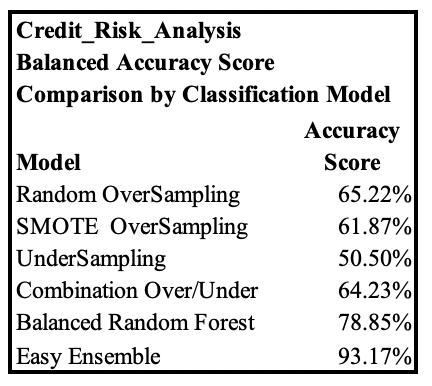 Credit_Risk_Analysis
Balanced Accuracy Score
Comparison by Classification Model
Accuracy
Model Score
Random OverSampling 65.22%
SMOTE OverSampling 61.87%
UnderSampling 50.50%
Combination Over/Under 64.23%
Balanced Random Forest 78.85%
Easy Ensemble 93.17%